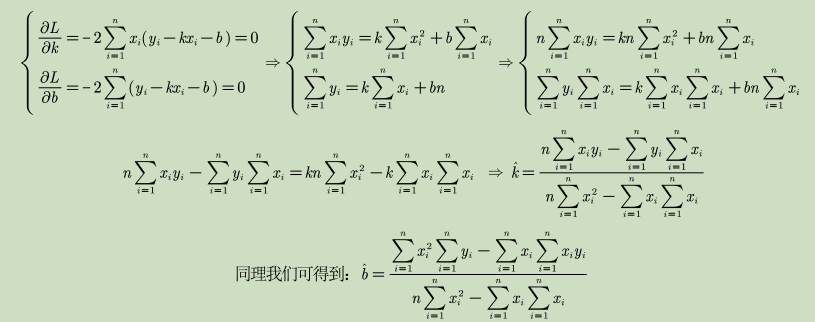 $\begin{cases} \frac{\partial L}{\partial k} = -2\sum_{i=1}^{n} x_i(y_i - kx_i - b) = 0 \\ \frac{\partial L}{\partial b} = -2\sum_{i=1}^{n} (y_i - kx_i - b) = 0 \end{cases} \Rightarrow \begin{cases} \sum_{i=1}^{n} x_i y_i = k\sum_{i=1}^{n} x_i^2 + b\sum_{i=1}^{n} x_i \\ \sum_{i=1}^{n} y_i = k\sum_{i=1}^{n} x_i + bn \end{cases} \Rightarrow \begin{cases} n\sum_{i=1}^{n} x_i y_i = kn\sum_{i=1}^{n} x_i^2 + bn\sum_{i=1}^{n} x_i \\ \sum_{i=1}^{n} y_i \sum_{i=1}^{n} x_i = k\sum_{i=1}^{n} x_i \sum_{i=1}^{n} x_i + bn\sum_{i=1}^{n} x_i \end{cases}$
$n\sum_{i=1}^{n} x_i y_i - \sum_{i=1}^{n} y_i \sum_{i=1}^{n} x_i = kn\sum_{i=1}^{n} x_i^2 - k\sum_{i=1}^{n} x_i \sum_{i=1}^{n} x_i \Rightarrow \hat{k} = \frac{n\sum_{i=1}^{n} x_i y_i - \sum_{i=1}^{n} y_i \sum_{i=1}^{n} x_i}{n\sum_{i=1}^{n} x_i^2 - \sum_{i=1}^{n} x_i \sum_{i=1}^{n} x_i}$
同理我们可得到：$\hat{b} = \frac{\sum_{i=1}^{n} x_i^2 \sum_{i=1}^{n} y_i - \sum_{i=1}^{n} x_i \sum_{i=1}^{n} x_i y_i}{n\sum_{i=1}^{n} x_i^2 - \sum_{i=1}^{n} x_i \sum_{i=1}^{n} x_i}$